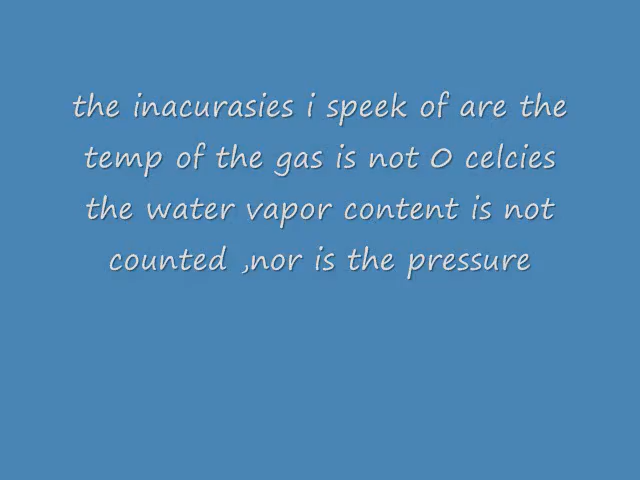 the inacurasies i speek of are the
temp of the gas is not 0 celcies
the water vapor content is not
counted ,nor is the pressure